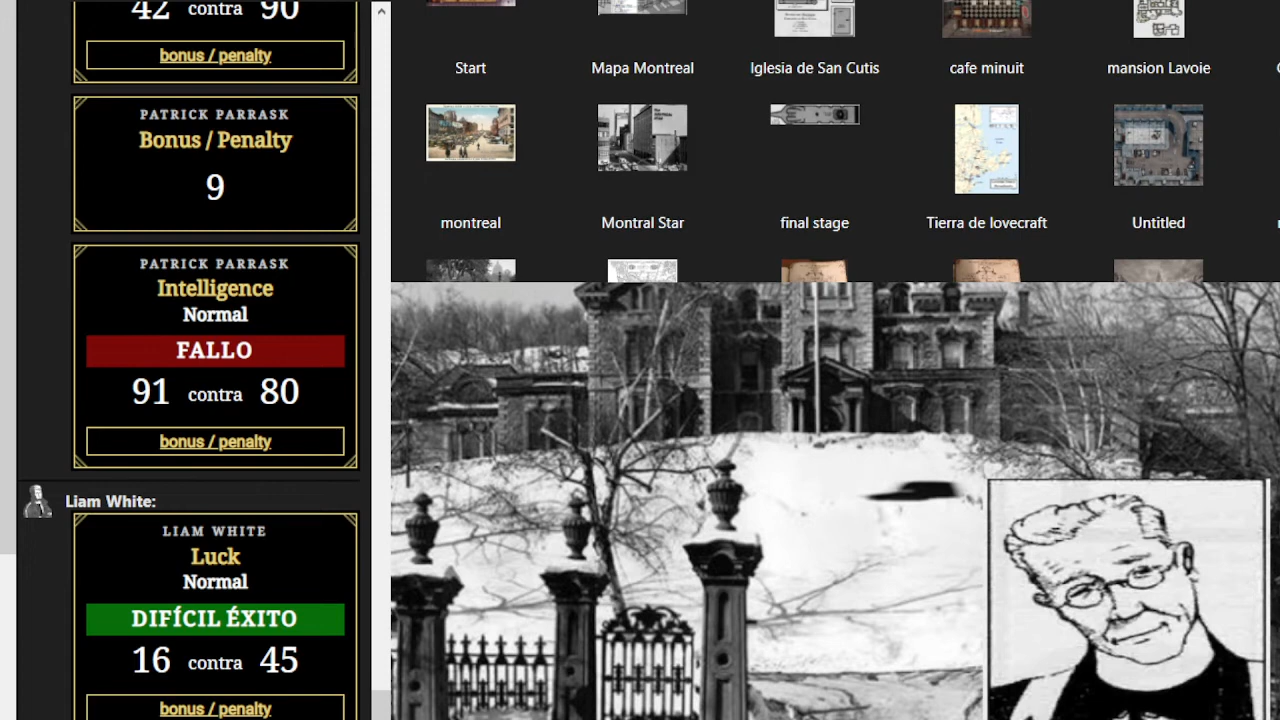 42 contra 90
bonus / penalty
PATRICK PARRASK
Bonus / Penalty
9
PATRICK PARRASK
Intelligence
Normal
FALLO
91 contra 80
bonus / penalty
Liam White:
LIAM WHITE
Luck
Normal
DIFÍCIL ÉXITO
16 contra 45
bonus / penalty
Start
Mapa Montreal
Iglesia de San Cutis
cafe minuit
mansion Lavoie
montreal
Montral Star
final stage
Tierra de lovecraft
Untitled